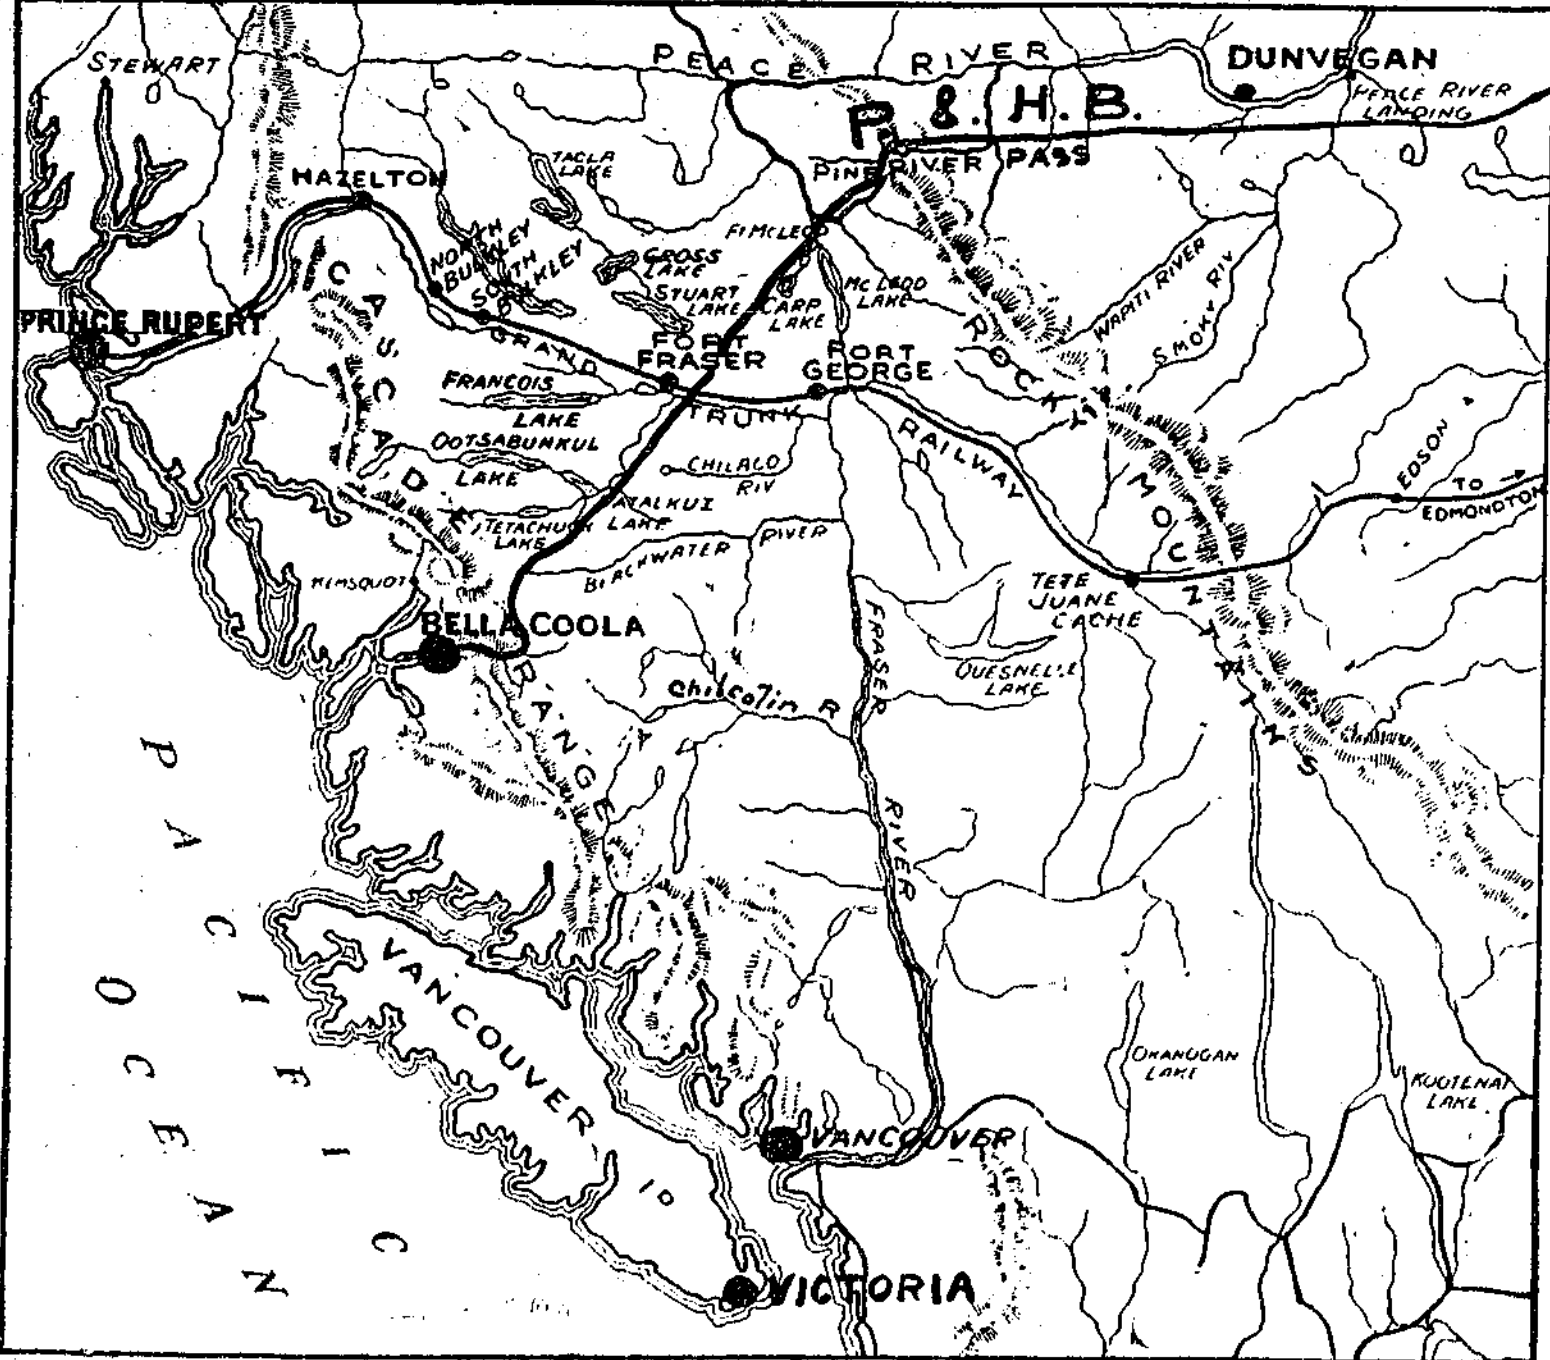 STEWART
PEACE RIVER
DUNVEGAN
PEACE RIVER
LANDING
P. & H. B.
PINE RIVER PASS
TACLA
LAKE
HAZELTON
FT MCLEOD
NORTH
BULKLEY
SOUTH
BULKLEY
CROSS
LAKE
STUART
LAKE
CARP
LAKE
MCLEOD
LAKE
WAPITI RIVER
SMOKY RIV
PRINCE RUPERT
CASCADE RANGE
ROCKY MOUNTAINS
GRAND TRUNK RAILWAY
FORT
FRASER
FORT
GEORGE
FRANCOIS
LAKE
OOTSABUNKUL
LAKE
CHILACO
RIV
EDSON
TO
EDMONTON
TETACHUCK
LAKE
LAKE
BLACKWATER RIVER
KEMSQUOT
TETE
JUANE
CACHE
BELLA COOLA
FRASER RIVER
QUESNELLE
LAKE
Chilcotin R
PACIFIC
OCEAN
VANCOUVER ID
OKANOGAN
LAKE
KOOTENAY
LAKE
VANCOUVER
VICTORIA